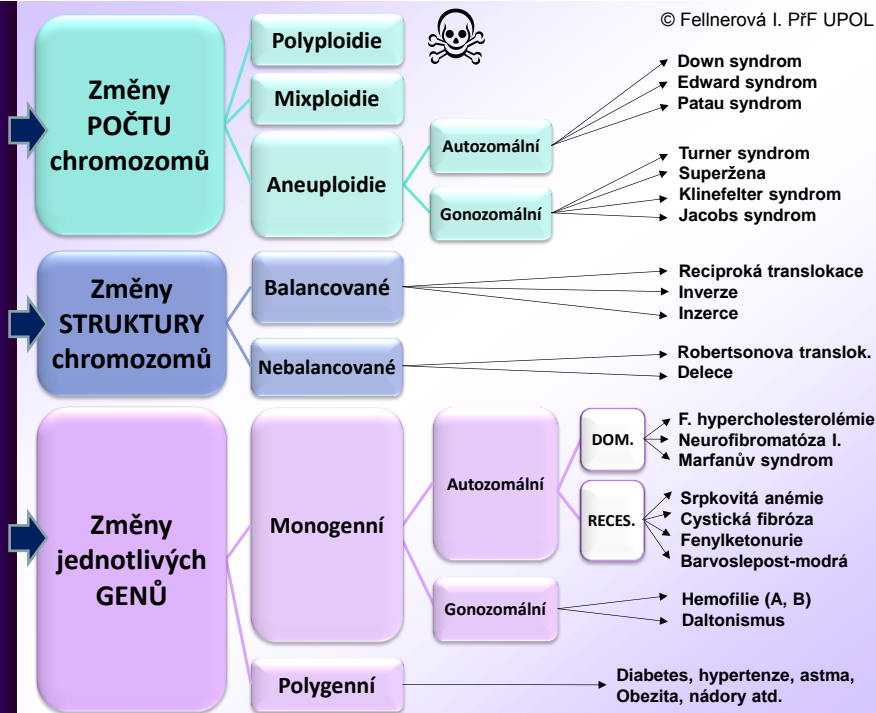 © Fellnerová I. PřF UPOL
Změny
POČTU
chromozomů
Polyploidie
Mixploidie
Aneuploidie
Autozomální
Gonozomální
Down syndrom
Edward syndrom
Patau syndrom
Turner syndrom
Superžena
Klinefelter syndrom
Jacobs syndrom
Změny
STRUKTURY
chromozomů
Balancované
Nebalancované
Reciproká translokace
Inverze
Inzerce
Robertsonova translok.
Delece
Změny
jednotlivých
GENŮ
Monogenní
Polygenní
Autozomální
Gonozomální
DOM.
RECES.
F. hypercholesterolémie
Neurofibromatóza I.
Marfanův syndrom
Srpkovitá anémie
Cystická fibróza
Fenylketonurie
Barvoslepost-modrá
Hemofilie (A, B)
Daltonismus
Diabetes, hypertenze, astma,
Obezita, nádory atd.